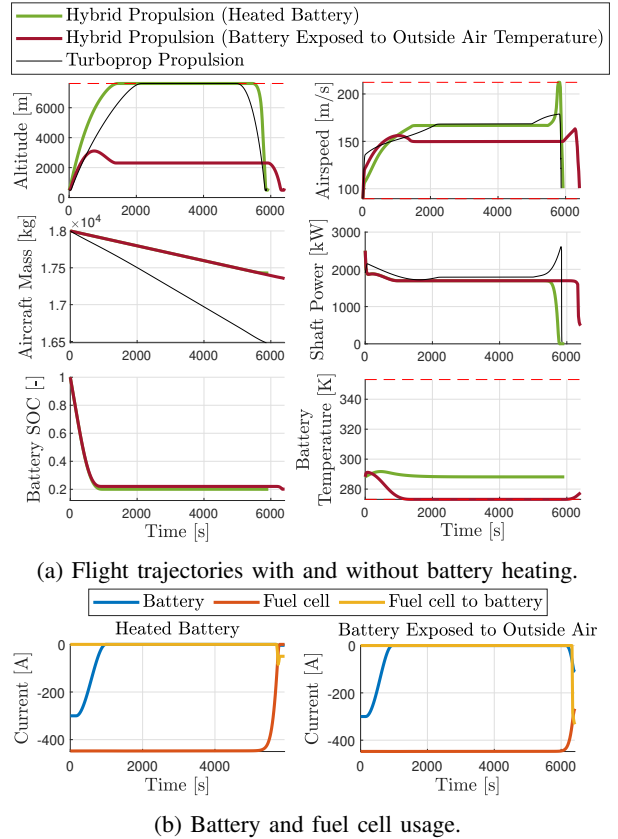 Hybrid Propulsion (Heated Battery)
Hybrid Propulsion (Battery Exposed to Outside Air Temperature)
Turboprop Propulsion
Altitude [m]
6000
4000
2000
0
0 2000 4000 6000
Airspeed [m/s]
200
150
100
0 2000 4000 6000
Aircraft Mass [kg]
×10⁴
1.8
1.75
1.65
0 2000 4000 6000
Shaft Power [kW]
3000
2000
1000
0
0 2000 4000 6000
Battery SOC [-]
1
0.8
0.6
0.4
0.2
0 2000 4000 6000
Time [s]
Battery
Temperature [K]
340
320
300
280
0 2000 4000 6000
Time [s]
(a) Flight trajectories with and without battery heating.
Battery Fuel cell Fuel cell to battery
Heated Battery
Current [A]
0
-200
-400
0 2000 4000
Time [s]
Battery Exposed to Outside Air
Current [A]
0
-200
-400
0 2000 4000 6000
Time [s]
(b) Battery and fuel cell usage.